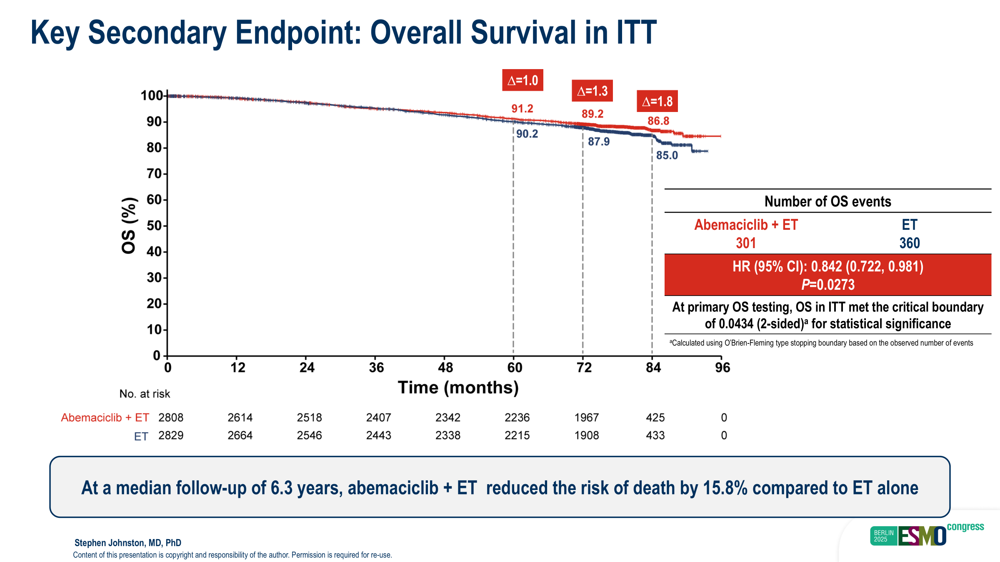 Key Secondary Endpoint: Overall Survival in ITT
Δ=1.0
Δ=1.3
Δ=1.8
91.2
89.2
86.8
90.2
87.9
85.0
OS (%)
100
90
80
70
60
50
40
30
20
10
0
0 12 24 36 48 60 72 84 96
Time (months)
Number of OS events
Abemaciclib + ET ET
301 360
HR (95% CI): 0.842 (0.722, 0.981)
P=0.0273
At primary OS testing, OS in ITT met the critical boundary
of 0.0434 (2-sided)ᵃ for statistical significance
ᵃCalculated using O’Brien-Fleming type stopping boundary based on the observed number of events
No. at risk
Abemaciclib + ET 2808 2614 2518 2407 2342 2236 1967 425 0
ET 2829 2664 2546 2443 2338 2215 1908 433 0
At a median follow-up of 6.3 years, abemaciclib + ET reduced the risk of death by 15.8% compared to ET alone
Stephen Johnston, MD, PhD
Content of this presentation is copyright and responsibility of the author. Permission is required for re-use.
BERLIN
2025
ESMO congress